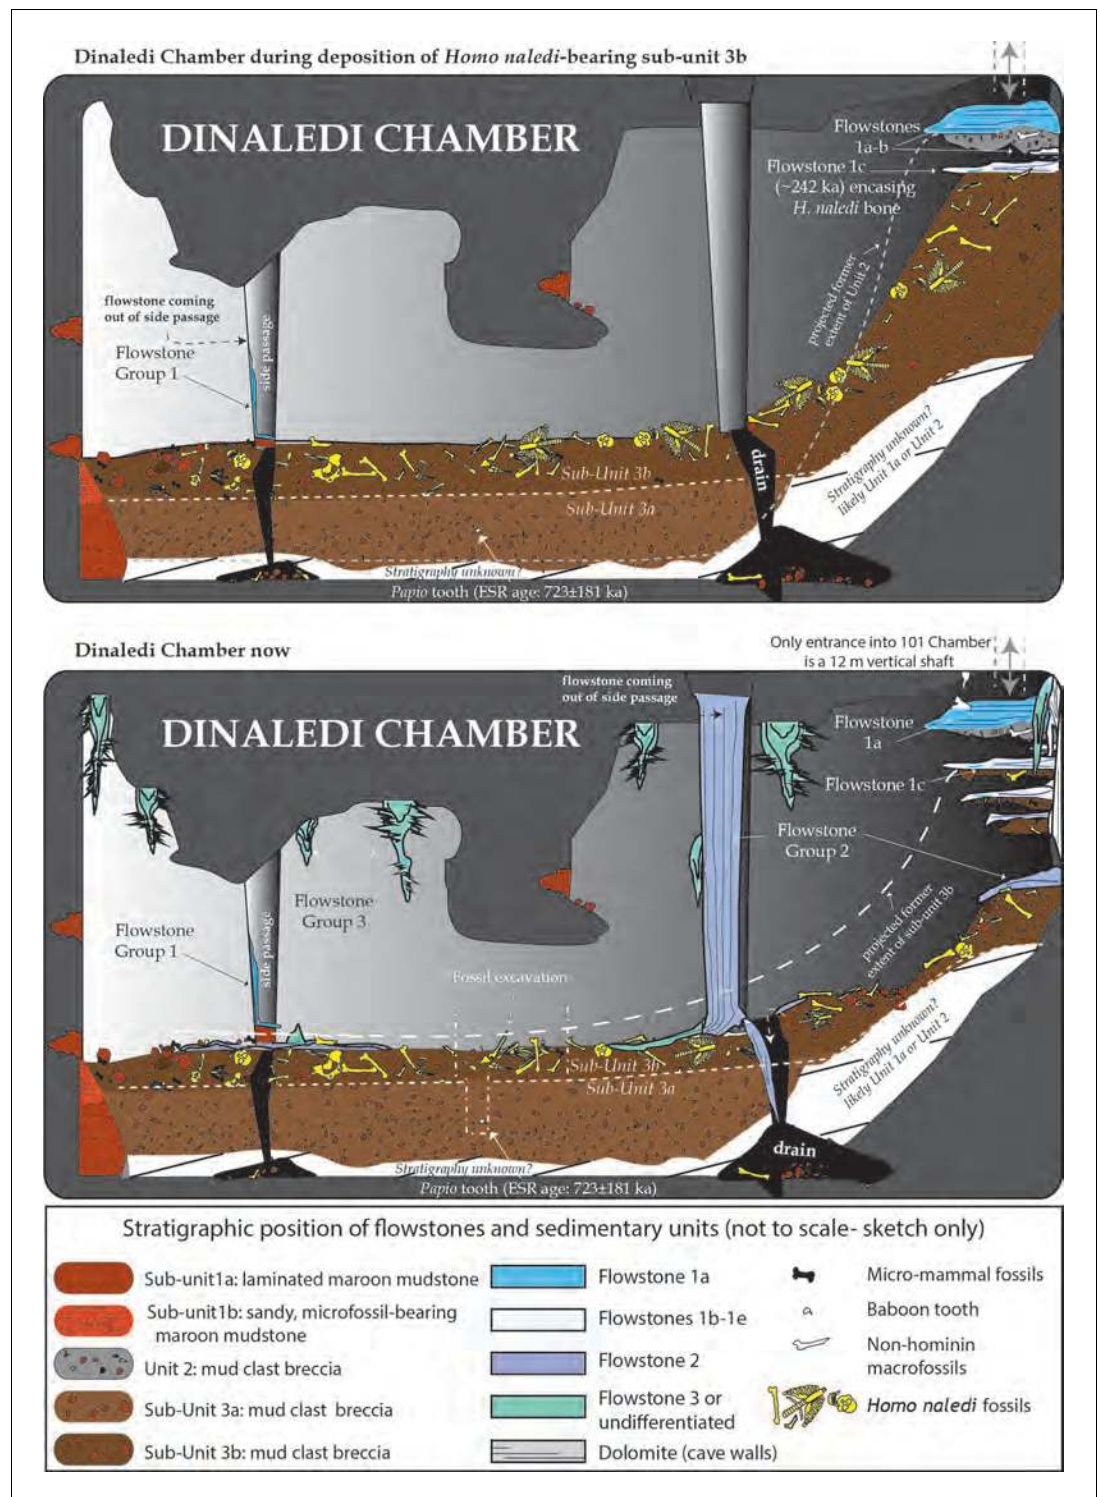 Dinaledi Chamber during deposition of Homo naledi-bearing sub-unit 3b
DINALEDI CHAMBER
Flowstones
1a-b
Flowstone 1c
(~242 ka) encasing
H. naledi bone
projected former
extent of Unit 2
flowstone coming
out of side passage
Flowstone
Group 1
side passage
drain
Sub-Unit 3b
Sub-Unit 3a
Stratigraphy unknown?
likely Unit 1a or Unit 2
Stratigraphy unknown?
Papio tooth (ESR age: 723±181 ka)
Dinaledi Chamber now
Only entrance into 101 Chamber
is a 12 m vertical shaft
flowstone coming
out of side passage
DINALEDI CHAMBER
Flowstone
1a
Flowstone 1c
Flowstone
Group 2
Flowstone
Group 3
Flowstone
Group 1
side passage
projected former
extent of sub-unit 3b
Fossil excavation
Sub-Unit 3b
Sub-Unit 3a
Stratigraphy unknown?
likely Unit 1a or Unit 2
drain
Stratigraphy unknown?
Papio tooth (ESR age: 723±181 ka)
Stratigraphic position of flowstones and sedimentary units (not to scale- sketch only)
Sub-unit1a: laminated maroon mudstone
Sub-unit1b: sandy, microfossil-bearing
maroon mudstone
Unit 2: mud clast breccia
Sub-Unit 3a: mud clast breccia
Sub-Unit 3b: mud clast breccia
Flowstone 1a
Flowstones 1b-1e
Flowstone 2
Flowstone 3 or
undifferentiated
Dolomite (cave walls)
Micro-mammal fossils
Baboon tooth
Non-hominin
macrofossils
Homo naledi fossils